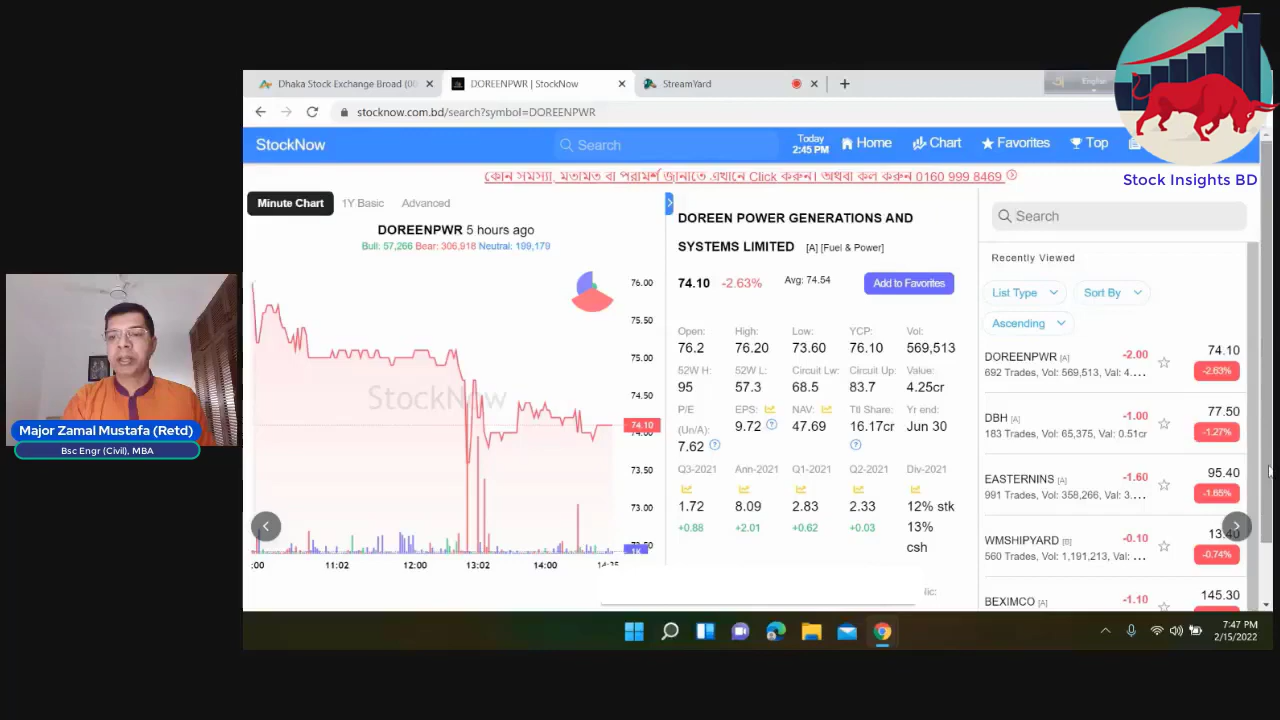 Dhaka Stock Exchange Broad (08
DOREENPWR | StockNow
StreamYard
English
stocknow.com.bd/search?symbol=DOREENPWR
StockNow
Search
Today
2:45 PM
Home
Chart
Favorites
Top
Stock Insights BD
কোন সমস্যা, মতামত বা পরামর্শ জানাতে এখানে Click করুন। অথবা কল করুন 0160 999 8469
Minute Chart
1Y Basic
Advanced
DOREENPWR 5 hours ago
Bull: 57,266 Bear: 306,918 Neutral: 199,179
76.00
75.50
75.00
74.50
74.10
74.00
73.50
73.00
72.50
1K
StockNow
:00
11:02
12:00
13:02
14:00
14:35
DOREEN POWER GENERATIONS AND
SYSTEMS LIMITED [A] [Fuel & Power]
74.10 -2.63% Avg: 74.54
Add to Favorites
Open: High: Low: YCP: Vol:
76.2 76.20 73.60 76.10 569,513
52W H: 52W L: Circuit Lw: Circuit Up: Value:
95 57.3 68.5 83.7 4.25cr
P/E EPS: NAV: Ttl Share: Yr end:
(Un/A): 9.72 47.69 16.17cr Jun 30
7.62
Q3-2021 Ann-2021 Q1-2021 Q2-2021 Div-2021
1.72 8.09 2.83 2.33 12% stk
+0.88 +2.01 +0.62 +0.03 13%
csh
lic:
Search
Recently Viewed
List Type
Sort By
Ascending
DOREENPWR [A] -2.00 74.10
692 Trades, Vol: 569,513, Val: 4.... -2.63%
DBH [A] -1.00 77.50
183 Trades, Vol: 65,375, Val: 0.51cr -1.27%
EASTERNINS [A] -1.60 95.40
991 Trades, Vol: 358,266, Val: 3.... -1.65%
WMSHIPYARD [B] -0.10 13.40
560 Trades, Vol: 1,191,213, Val: ... -0.74%
BEXIMCO [A] -1.10 145.30
Major Zamal Mustafa (Retd)
Bsc Engr (Civil), MBA
7:47 PM
2/15/2022